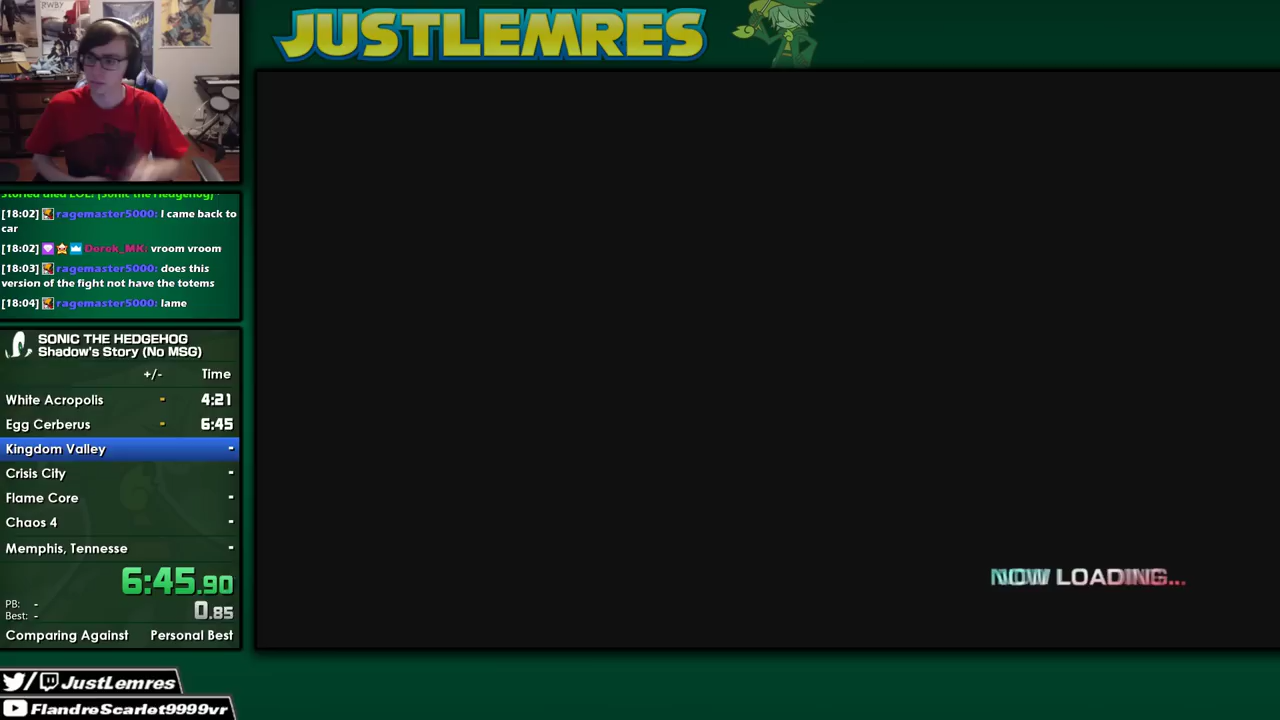 RWBY
JUSTLEMRES
[18:02] ragemaster5000: I came back to
car
[18:02] Derek_MK: vroom vroom
[18:03] ragemaster5000: does this
version of the fight not have the totems
[18:04] ragemaster5000: lame
SONIC THE HEDGEHOG
Shadow's Story (No MSG)
+/- Time
White Acropolis - 4:21
Egg Cerberus - 6:45
Kingdom Valley -
Crisis City -
Flame Core -
Chaos 4 -
Memphis, Tennesse -
6:45.90
PB: -
Best: -
0.85
Comparing Against Personal Best
NOW LOADING...
/ JustLemres
FlandreScarlet9999vr